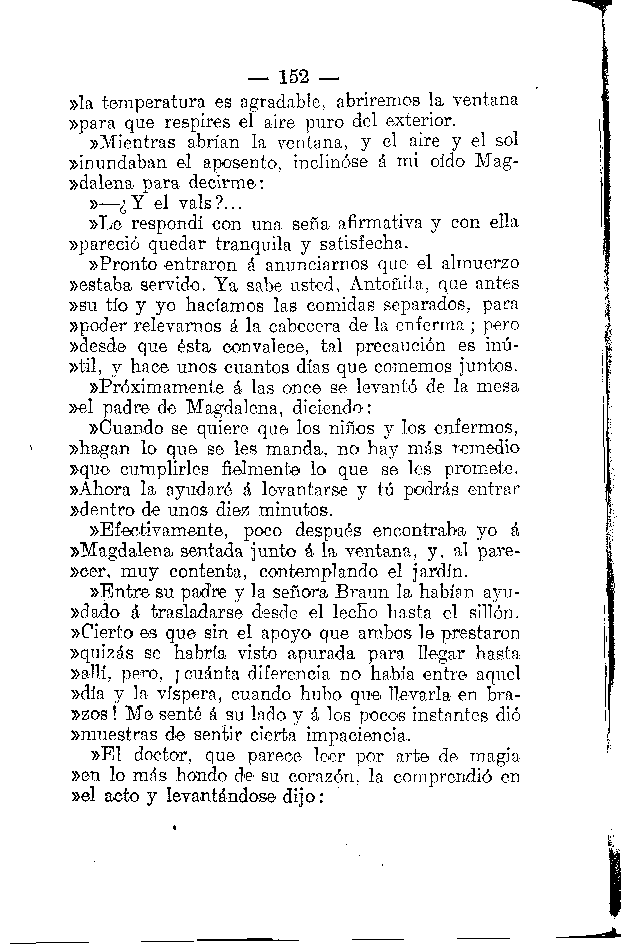 — 152 —
»la temperatura es agradable, abriremos la ventana
»para que respires el aire puro del exterior.
»Mientras abrían la ventana, y el aire y el sol
»inundaban el aposento, inclinóse á mi oído Mag-
»dalena para decirme:
»—¿Y el vals?...
»Le respondí con una seña afirmativa y con ella
»pareció quedar tranquila y satisfecha.
»Pronto entraron á anunciarnos que el almuerzo
»estaba servido. Ya sabe usted, Antoñita, que antes
»su tío y yo hacíamos las comidas separados, para
»poder relevarnos á la cabecera de la enferma; pero
»desde que ésta convalece, tal precaución es inú-
»til, y hace unos cuantos días que comemos juntos.
»Próximamente á las once se levantó de la mesa
»el padre de Magdalena, diciendo:
»Cuando se quiere que los niños y los enfermos,
»hagan lo que se les manda, no hay más remedio
»que cumplirles fielmente lo que se les promete.
»Ahora la ayudaré á levantarse y tú podrás entrar
»dentro de unos diez minutos.
»Efectivamente, poco después encontraba yo á
»Magdalena sentada junto á la ventana, y, al pare-
»cer, muy contenta, contemplando el jardín.
»Entre su padre y la señora Braun la habían ayu-
»dado á trasladarse desde el lecho hasta el sillón.
»Cierto es que sin el apoyo que ambos le prestaron
»quizás se habría visto apurada para llegar hasta
»allí, pero, ¡cuánta diferencia no había entre aquel
»día y la víspera, cuando hubo que llevarla en bra-
»zos! Me senté á su lado y á los pocos instantes dió
»muestras de sentir cierta impaciencia.
»El doctor, que parece leer por arte de magia
»en lo más hondo de su corazón, la comprendió en
»el acto y levantándose dijo: